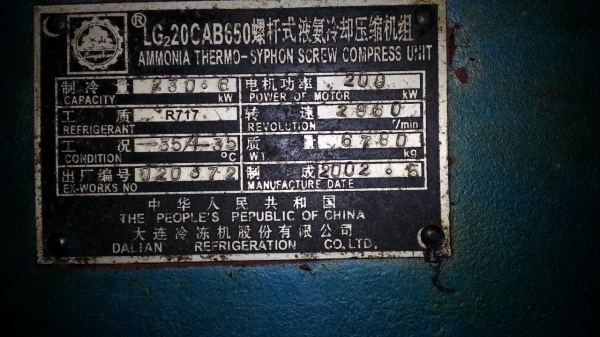 ® LG₂20CAB650螺杆式液氨冷却压缩机组
AMMONIA THERMO-SYPHON SCREW COMPRESS UNIT
制冷量 230.6 电机功率 200
CAPACITY kW POWER OF MOTOR kW
工质 R717 转速 2960
REFRIGERANT REVOLUTION r/min
工况 -35/+35 质量 6780
CONDITION °C WT kg
出厂编号 020372 制成 2002.5
EX-WORKS NO MANUFACTURE DATE
中华人民共和国
THE PEOPLE'S REPUBLIC OF CHINA
大连冷冻机股份有限公司
DALIAN REFRIGERATION CO.,LTD.